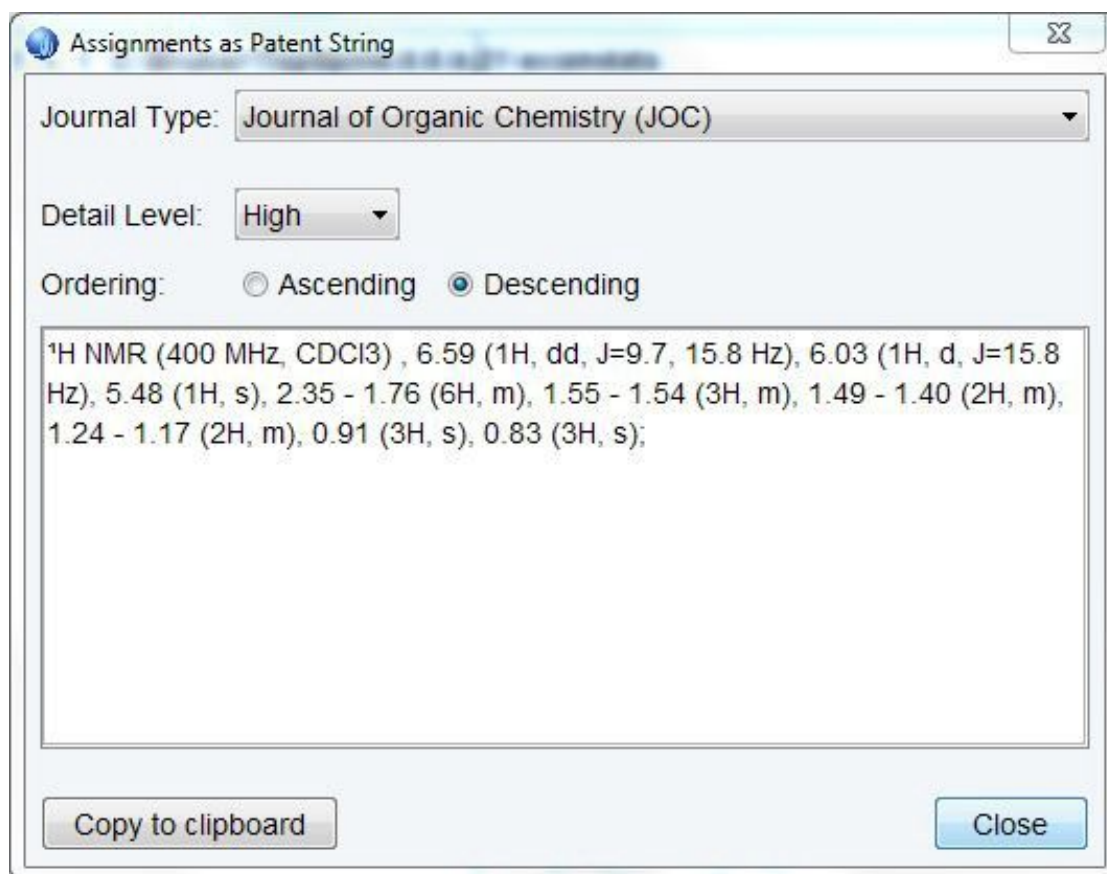 Assignments as Patent String
Journal Type: Journal of Organic Chemistry (JOC)
Detail Level: High
Ordering: Ascending Descending
¹H NMR (400 MHz, CDCl3) , 6.59 (1H, dd, J=9.7, 15.8 Hz), 6.03 (1H, d, J=15.8
Hz), 5.48 (1H, s), 2.35 - 1.76 (6H, m), 1.55 - 1.54 (3H, m), 1.49 - 1.40 (2H, m),
1.24 - 1.17 (2H, m), 0.91 (3H, s), 0.83 (3H, s);
Copy to clipboard Close